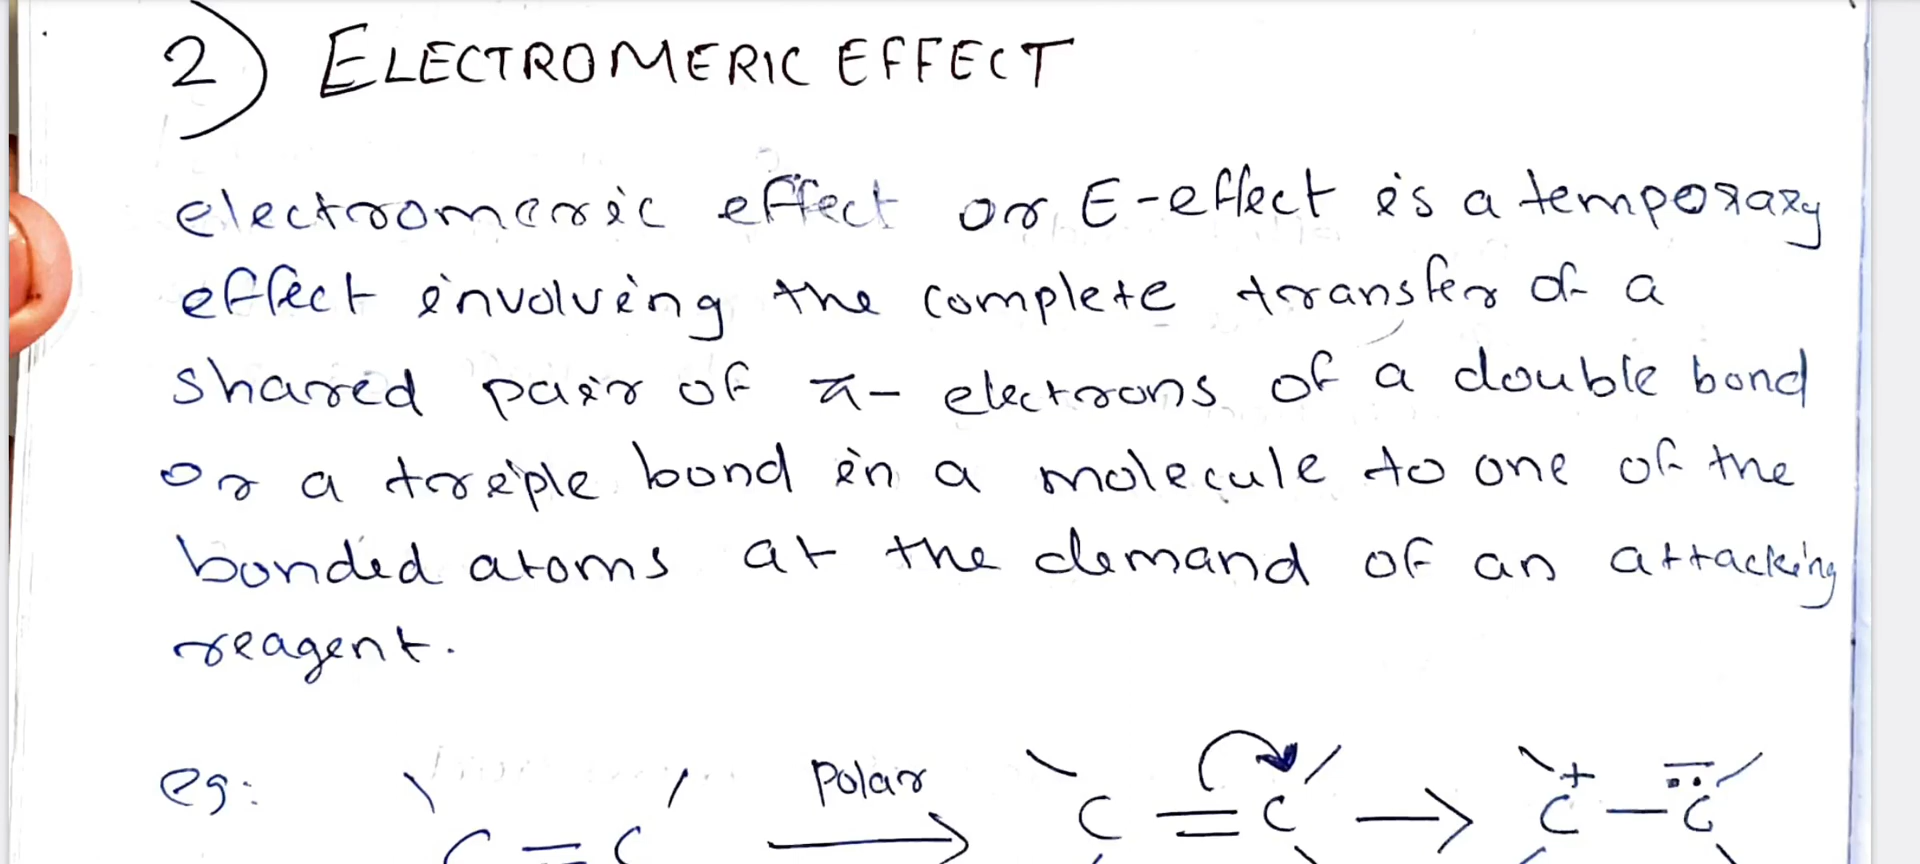 2) ELECTROMERIC EFFECT
electromeric effect or E-effect is a temporary
effect involving the complete transfer of a
shared pair of π- electrons of a double bond
or a treiple bond in a molecule to one of the
bonded atoms at the demand of an attacking
reagent.
eg: C = C Polar → C = C → C⁺ — C̄: